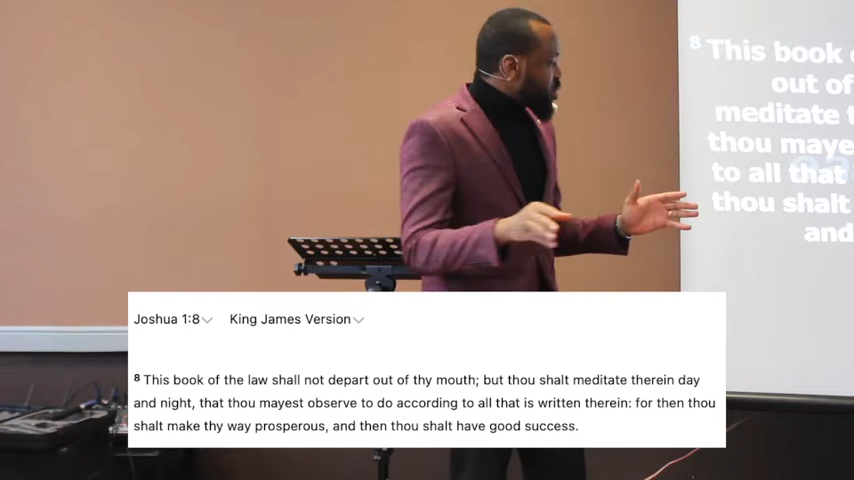 8 This book
out of
meditate
thou maye
to all that
thou shalt
and
Joshua 1:8 King James Version
8 This book of the law shall not depart out of thy mouth; but thou shalt meditate therein day
and night, that thou mayest observe to do according to all that is written therein: for then thou
shalt make thy way prosperous, and then thou shalt have good success.